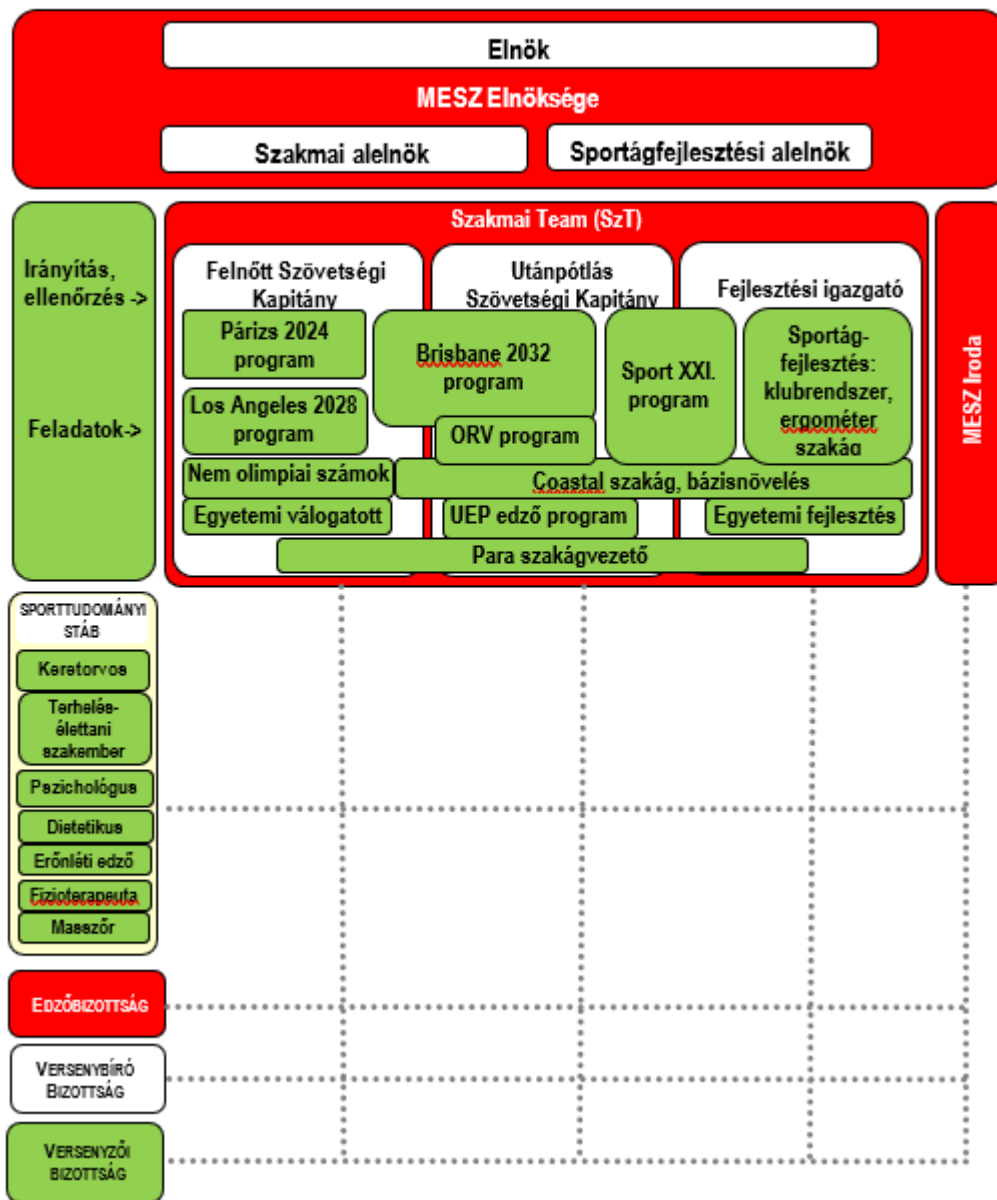 Elnök
MESZ Elnöksége
Szakmai alelnök
Sportágfejlesztési alelnök
Irányítás,
ellenőrzés ->
Feladatok->
Szakmai Team (SzT)
Felnőtt Szövetségi
Kapitány
Párizs 2024
program
Los Angeles 2028
program
Nem olimpiai számok
Egyetemi válogatott
Utánpótlás
Szövetségi Kapitány
Brisbane 2032
program
ORV program
Fejlesztési igazgató
Sport XXI.
program
Sportág-
fejlesztés:
klubrendszer,
ergométer
szakág
Coastal szakág, bázisnövelés
UEP edző program
Egyetemi fejlesztés
Para szakágvezető
MESZ Iroda
SPORTTUDOMÁNYI
STÁB
Keretorvos
Terhelés-
élettani
szakember
Pszichológus
Dietetikus
Erőnléti edző
Fizioterapeuta
Masszőr
EDZŐBIZOTTSÁG
VERSENYBÍRÓ
BIZOTTSÁG
VERSENYZŐI
BIZOTTSÁG